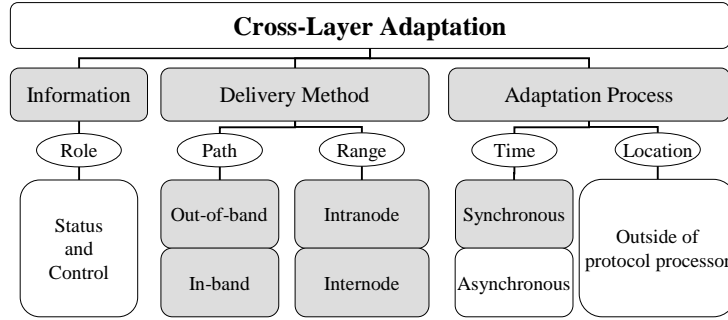 Cross-Layer Adaptation
Information
Delivery Method
Adaptation Process
Role
Path
Range
Time
Location
Status
and
Control
Out-of-band
Intranode
Synchronous
Outside of
protocol processor
In-band
Internode
Asynchronous